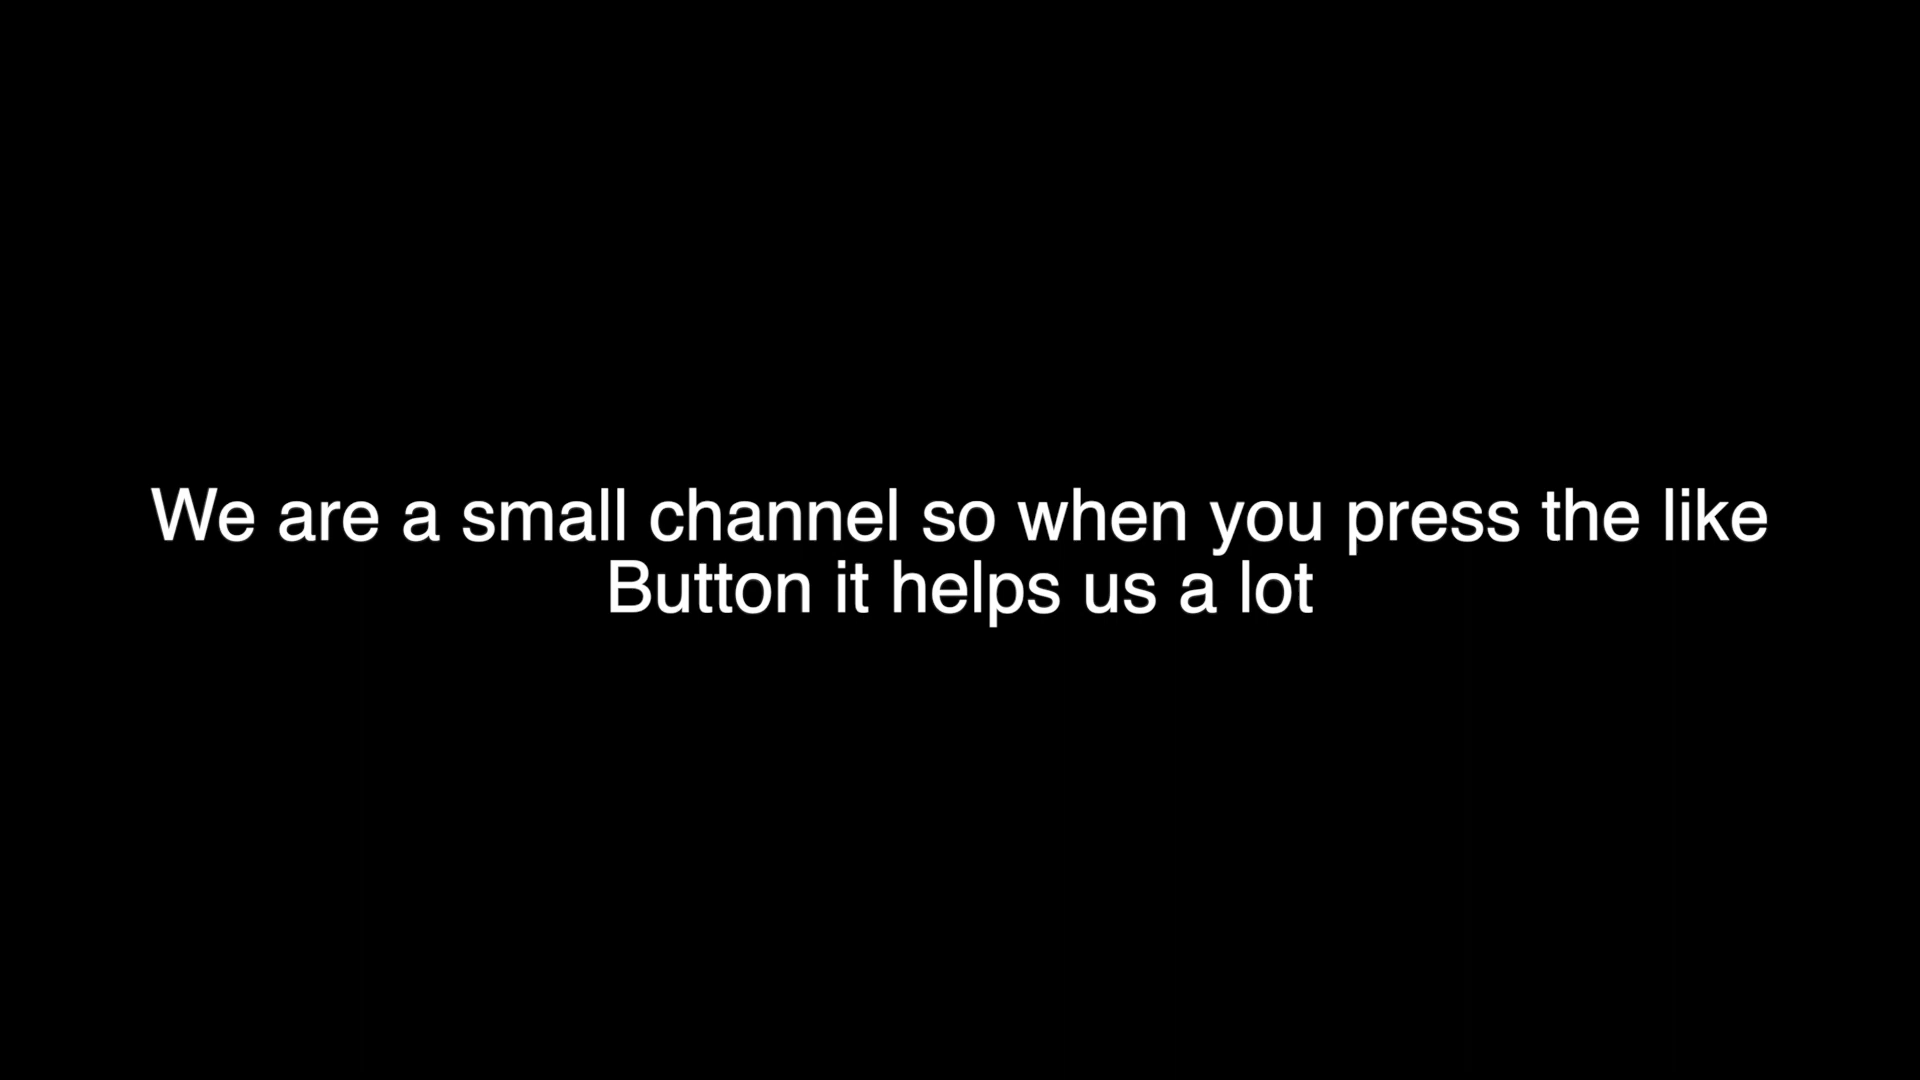 We are a small channel so when you press the like
Button it helps us a lot